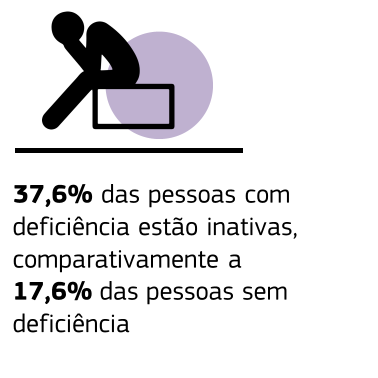 37,6% das pessoas com
deficiência estão inativas,
comparativamente a
17,6% das pessoas sem
deficiência